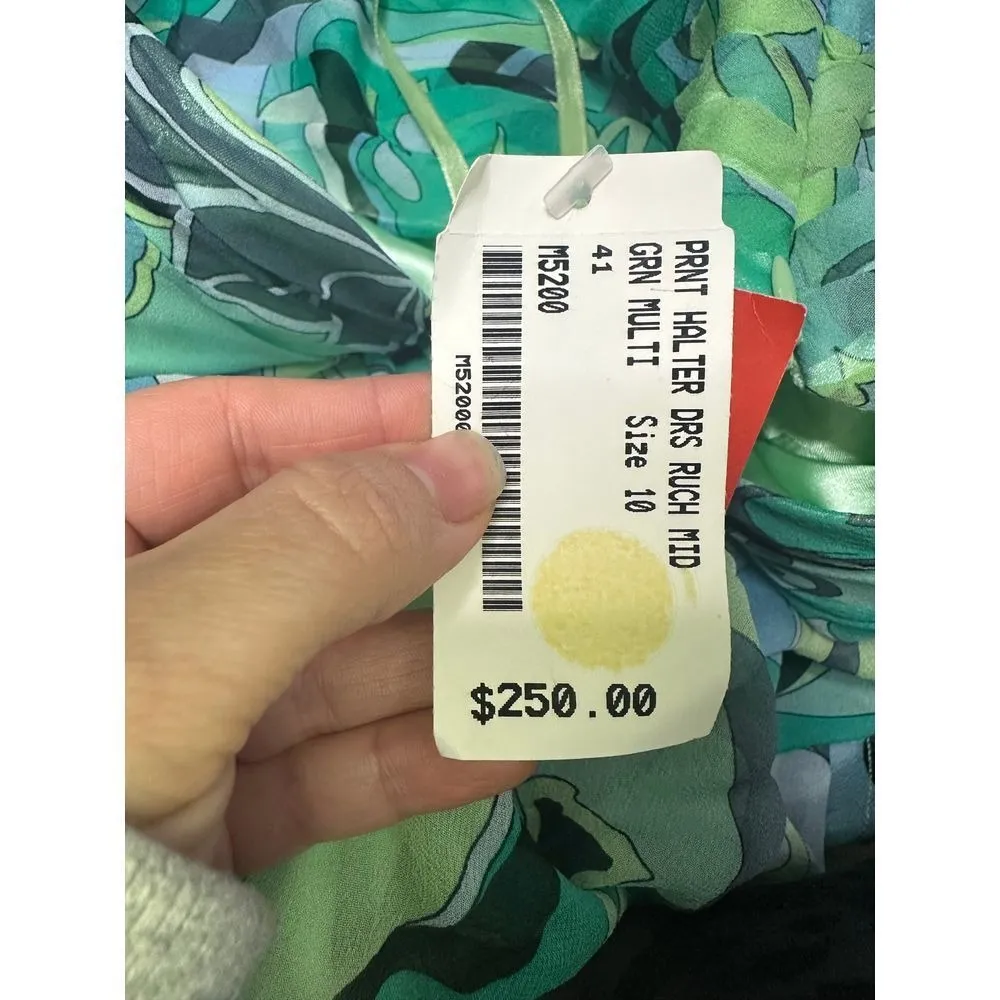 PRNT HALTER DRS RUCH MID
GRN MULTI Size 10
41
M5200
$250.00